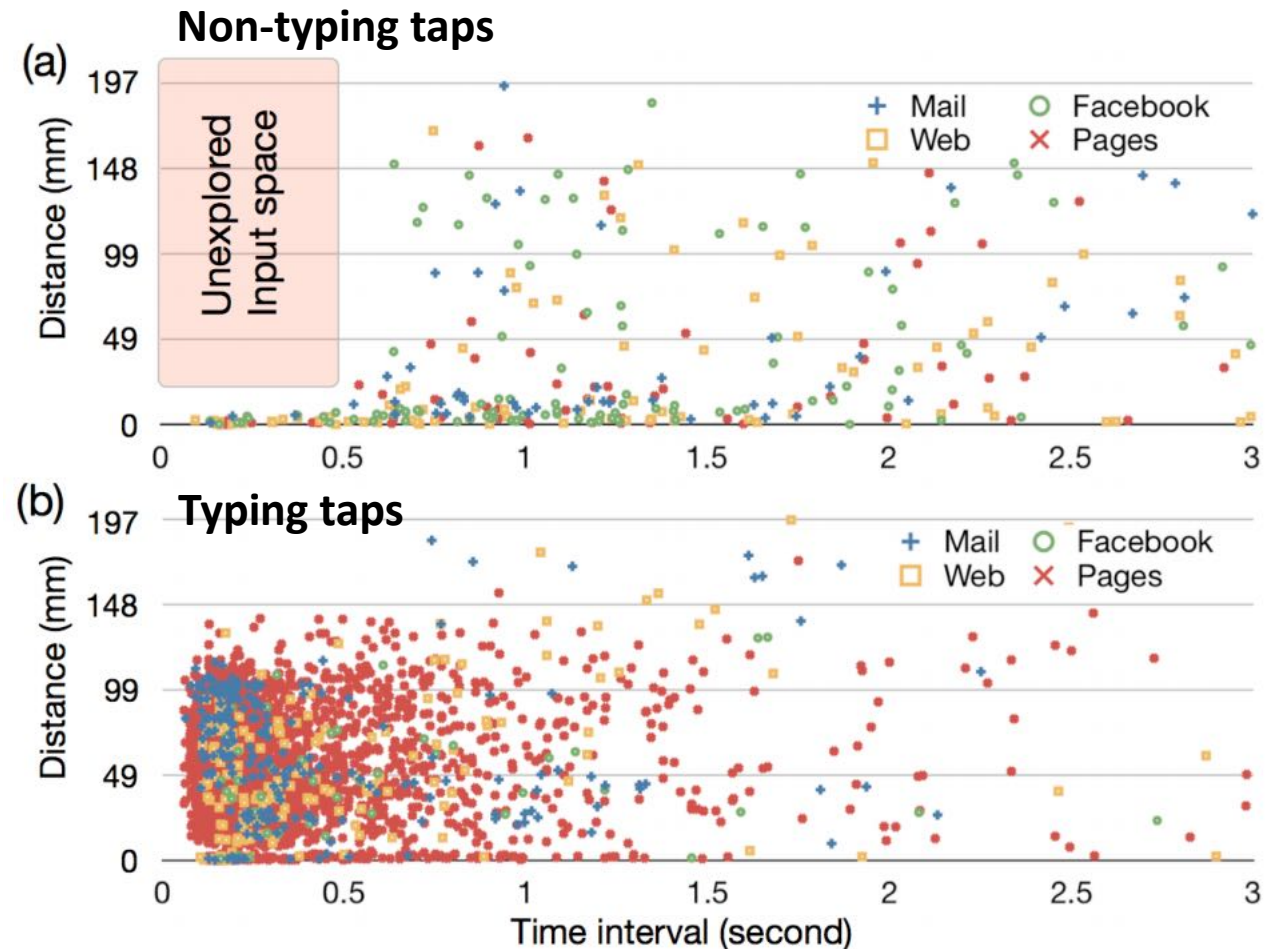 Non-typing taps
(a)
197
148
99
49
0
Distance (mm)
Unexplored
Input space
Mail
Facebook
Web
Pages
0 0.5 1 1.5 2 2.5 3
(b)
Typing taps
197
148
99
49
0
Distance (mm)
Mail
Facebook
Web
Pages
0 0.5 1 1.5 2 2.5 3
Time interval (second)